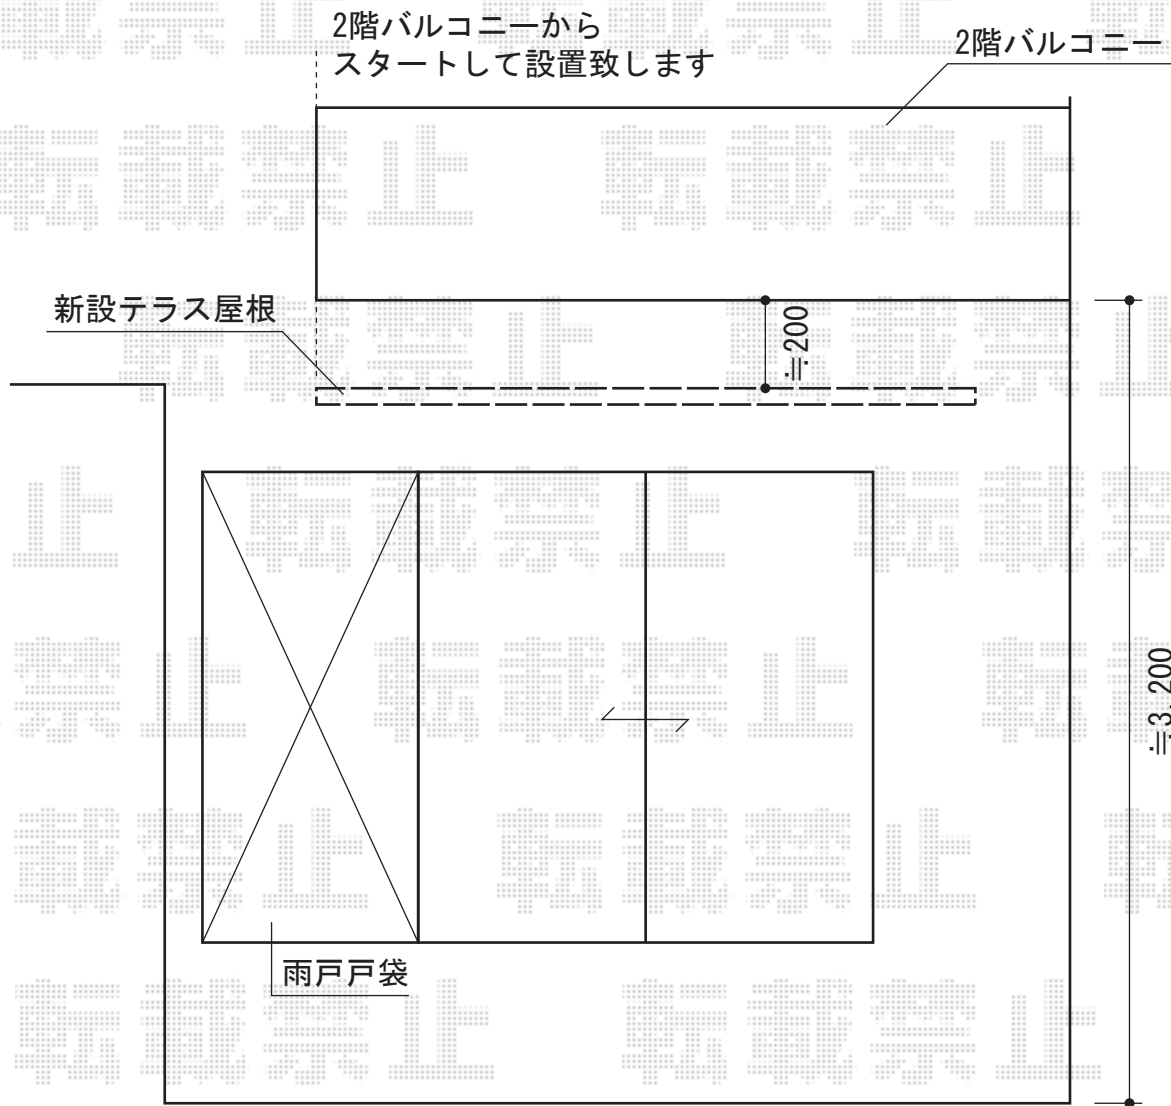 2階バルコニーから
スタートして設置致します
2階バルコニー
新設テラス屋根
≒200
≒3,200
雨戸戸袋
転載禁止